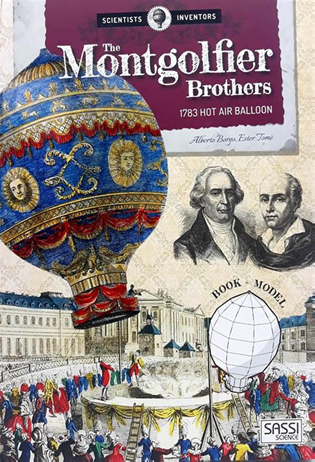 SCIENTISTS INVENTORS
The
Montgolfier
Brothers
1783 HOT AIR BALLOON
Alberto Borgo, Ester Tomè
BOOK + MODEL
SASSI
SCIENCE